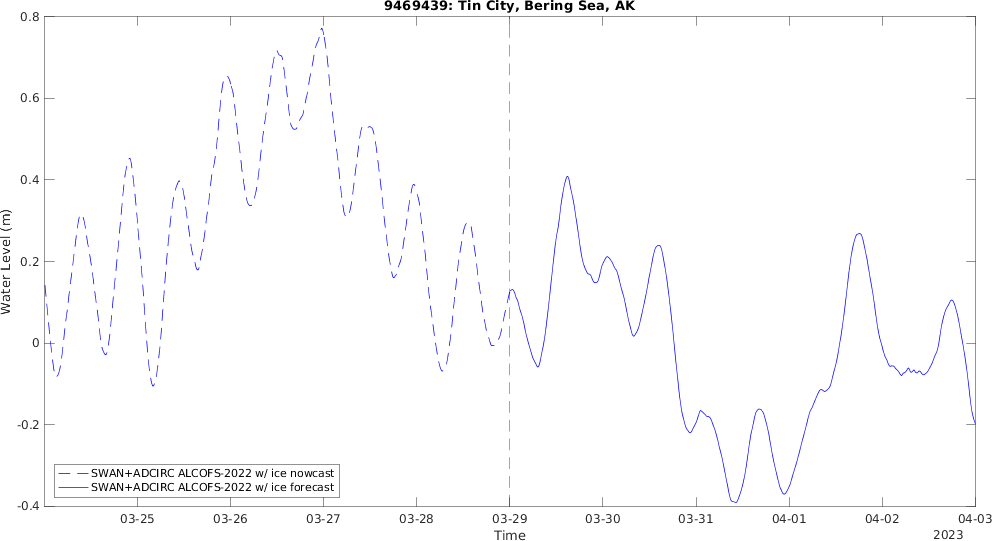 9469439: Tin City, Bering Sea, AK
Water Level (m)
0.8
0.6
0.4
0.2
0
-0.2
-0.4
SWAN+ADCIRC ALCOFS-2022 w/ ice nowcast
SWAN+ADCIRC ALCOFS-2022 w/ ice forecast
03-25 03-26 03-27 03-28 03-29 03-30 03-31 04-01 04-02 04-03
Time
2023